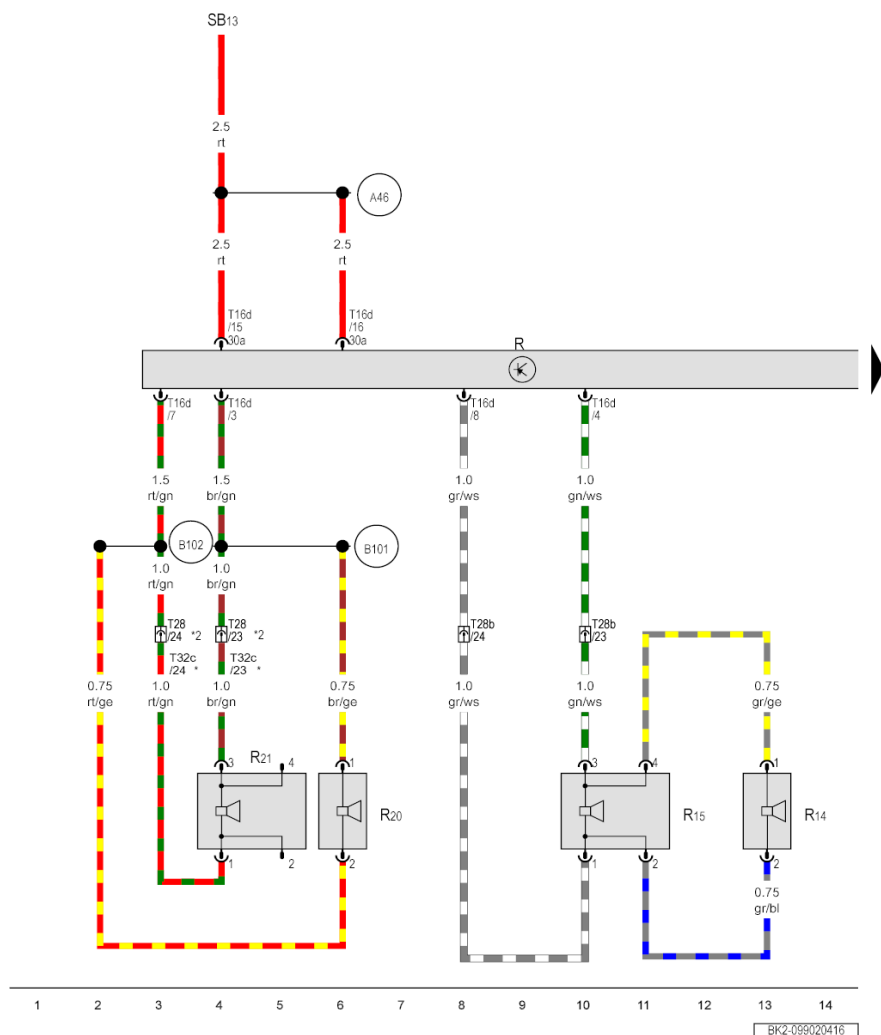 SB13
2.5
rt
A46
2.5 2.5
rt rt
T16d T16d
/15 /16
30a 30a
R
T16d T16d T16d T16d
/7 /3 /8 /4
1.5 1.5 1.0 1.0
rt/gn br/gn gr/ws gn/ws
B102 B101
1.0 1.0
rt/gn br/gn
T28 T28 T28b T28b
/24 *2 /23 *2 /24 /23
T32c T32c
/24 * /23 *
0.75 1.0 1.0 0.75 1.0 1.0 0.75
rt/ge rt/gn br/gn br/ge gr/ws gn/ws gr/ge
R21
3 4 1 3 4 1
R20 R15 R14
1 2 2 1 2 2
0.75
gr/bl
1 2 3 4 5 6 7 8 9 10 11 12 13 14
BK2-099020416